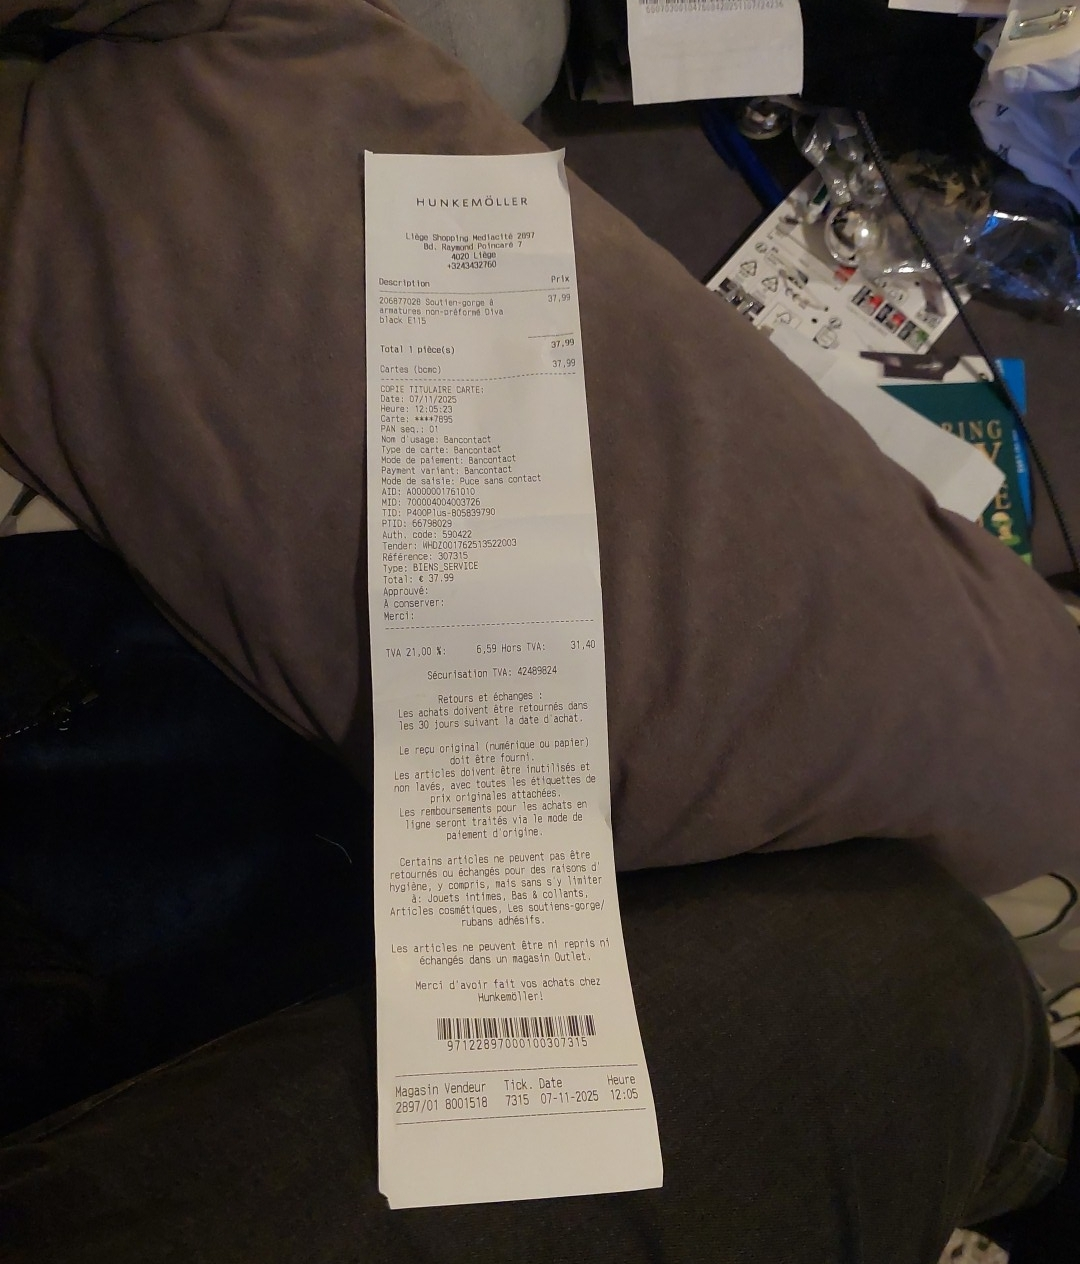 HUNKEMÖLLER
Liège Shopping Mediacité 2897
Bd. Raymond Poincaré 7
4020 Liège
+3243432760
Description Prix
206877028 Soutien-gorge à 37,99
armatures non-préformé Diva
black E115
Total 1 pièce(s) 37,99
Cartes (bcmc) 37,99
COPIE TITULAIRE CARTE:
Date: 07/11/2025
Heure: 12:05:23
Carte: ****7895
PAN seq.: 01
Nom d'usage: Bancontact
Type de carte: Bancontact
Mode de paiement: Bancontact
Payment variant: Bancontact
Mode de saisie: Puce sans contact
AID: A0000001761010
MID: 700004004003726
TID: P400Plus-805839790
PTID: 66798029
Auth. code: 590422
Tender: WHDZ001762513522003
Référence: 307315
Type: BIENS_SERVICE
Total: € 37.99
Approuvé:
À conserver:
Merci:
TVA 21,00 %: 6,59 Hors TVA: 31,40
Sécurisation TVA: 42489824
Retours et échanges :
Les achats doivent être retournés dans
les 30 jours suivant la date d'achat.
Le reçu original (numérique ou papier)
doit être fourni.
Les articles doivent être inutilisés et
non lavés, avec toutes les étiquettes de
prix originales attachées.
Les remboursements pour les achats en
ligne seront traités via le mode de
paiement d'origine.
Certains articles ne peuvent pas être
retournés ou échangés pour des raisons d'
hygiène, y compris, mais sans s'y limiter
à: Jouets intimes, Bas & collants,
Articles cosmétiques, Les soutiens-gorge/
rubans adhésifs.
Les articles ne peuvent être ni repris ni
échangés dans un magasin Outlet.
Merci d'avoir fait vos achats chez
Hunkemöller!
97122897000100307315
Magasin Vendeur Tick. Date Heure
2897/01 8001518 7315 07-11-2025 12:05